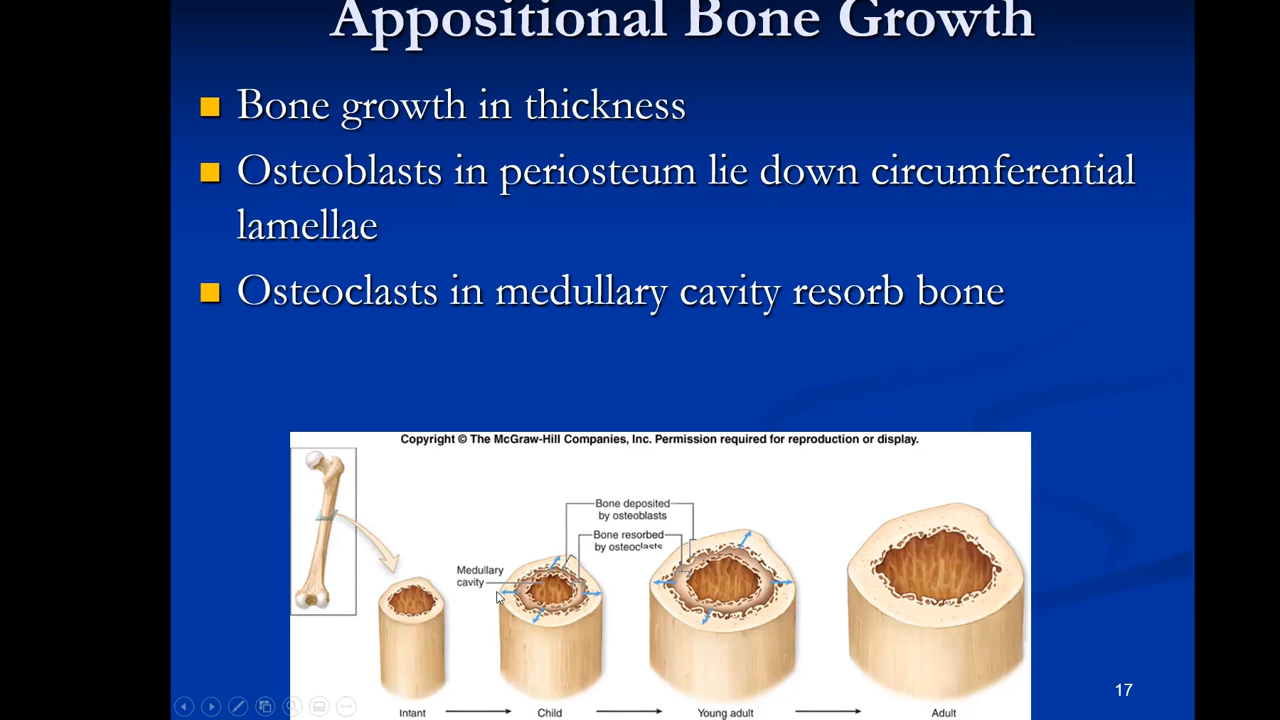 Appositional Bone Growth
Bone growth in thickness
Osteoblasts in periosteum lie down circumferential
lamellae
Osteoclasts in medullary cavity resorb bone
Copyright © The McGraw-Hill Companies, Inc. Permission required for reproduction or display.
Bone deposited
by osteoblasts
Bone resorbed
by osteoclasts
Medullary
cavity
Infant
Child
Young adult
Adult
17